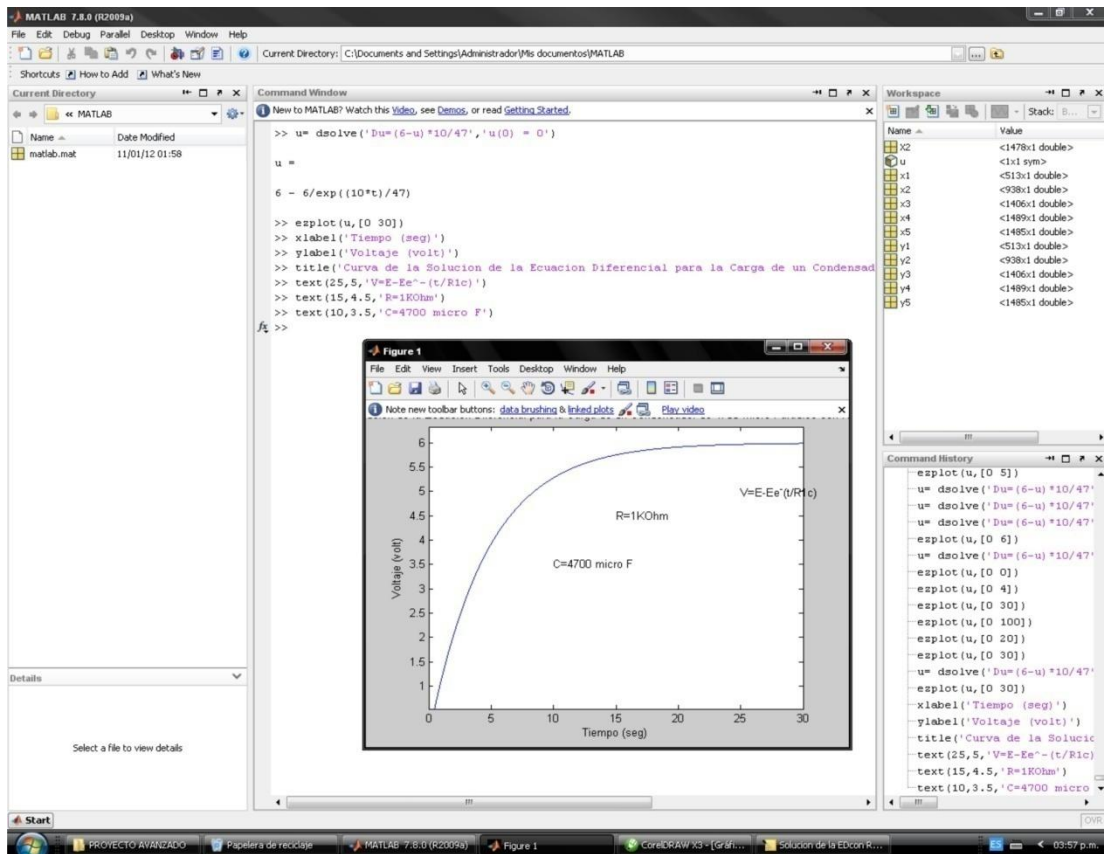 MATLAB 7.8.0 (R2009a)
File Edit Debug Parallel Desktop Window Help
Current Directory: C:\Documents and Settings\Administrador\Mis documentos\MATLAB
Shortcuts How to Add What's New
Current Directory
« MATLAB
Name Date Modified
matlab.mat 11/01/12 01:58
Details
Select a file to view details
Command Window
New to MATLAB? Watch this Video, see Demos, or read Getting Started.
>> u= dsolve('Du=(6-u)*10/47','u(0) = 0')
u =
6 - 6/exp((10*t)/47)
>> ezplot(u,[0 30])
>> xlabel('Tiempo (seg)')
>> ylabel('Voltaje (volt)')
>> title('Curva de la Solucion de la Ecuacion Diferencial para la Carga de un Condensad
>> text(25,5,'V=E-Ee^-(t/R1c)')
>> text(15,4.5,'R=1KOhm')
>> text(10,3.5,'C=4700 micro F')
fx >>
Figure 1
File Edit View Insert Tools Desktop Window Help
Note new toolbar buttons: data brushing & linked plots Play video
6
5.5
5
4.5
4
3.5
3
2.5
2
1.5
1
Voltaje (volt)
V=E-Ee-(t/R1c)
R=1KOhm
C=4700 micro F
0 5 10 15 20 25 30
Tiempo (seg)
Workspace
Stack: B...
Name Value
X2 <1478x1 double>
u <1x1 sym>
x1 <513x1 double>
x2 <938x1 double>
x3 <1406x1 double>
x4 <1489x1 double>
x5 <1485x1 double>
y1 <513x1 double>
y2 <938x1 double>
y3 <1406x1 double>
y4 <1489x1 double>
y5 <1485x1 double>
Command History
ezplot(u,[0 5])
u= dsolve('Du=(6-u)*10/47'
u= dsolve('Du=(6-u)*10/47'
u= dsolve('Du=(6-u)*10/47'
ezplot(u,[0 6])
u= dsolve('Du=(6-u)*10/47'
ezplot(u,[0 0])
ezplot(u,[0 4])
ezplot(u,[0 30])
ezplot(u,[0 100])
ezplot(u,[0 20])
ezplot(u,[0 30])
u= dsolve('Du=(6-u)*10/47'
ezplot(u,[0 30])
xlabel('Tiempo (seg)')
ylabel('Voltaje (volt)')
title('Curva de la Soluci
text(25,5,'V=E-Ee^-(t/R1c)
text(15,4.5,'R=1KOhm')
text(10,3.5,'C=4700 micro
Start
OVR
PROYECTO AVANZADO
Papelera de reciclaje
MATLAB 7.8.0 (R2009a)
Figure 1
CorelDRAW X3 - [Gráfi...
Solucion de la EDcon R...
ES
03:57 p.m.